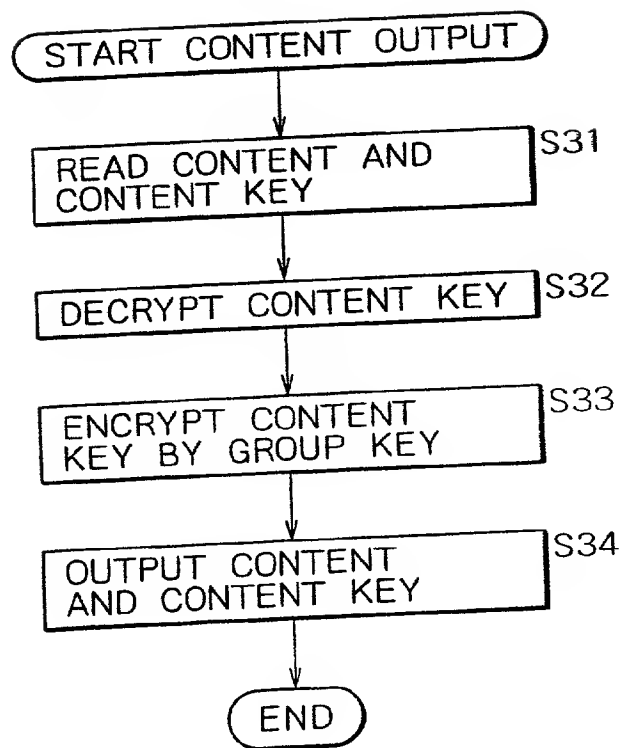 START CONTENT OUTPUT
READ CONTENT AND
CONTENT KEY
S31
DECRYPT CONTENT KEY
S32
ENCRYPT CONTENT
KEY BY GROUP KEY
S33
OUTPUT CONTENT
AND CONTENT KEY
S34
END